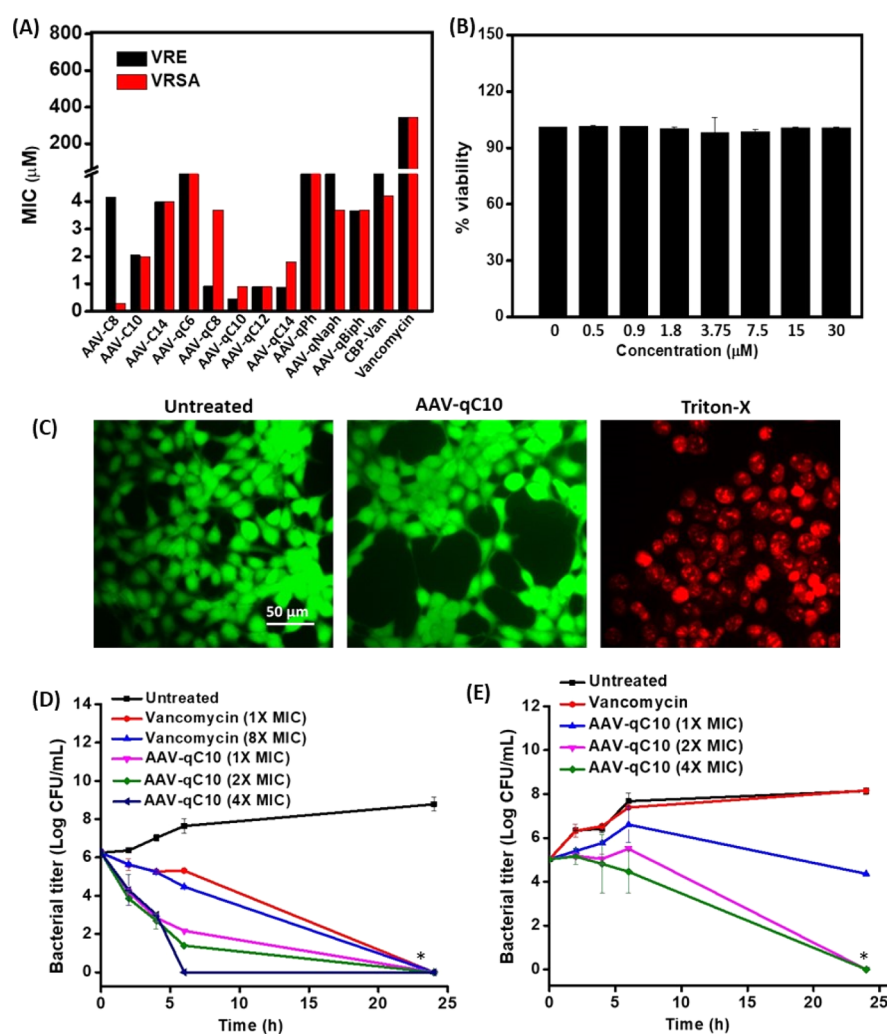 (A)
800
600
400
200
4
3
2
1
0
MIC (μM)
VRE
VRSA
AAV-C8
AAV-C10
AAV-C14
AAV-qC6
AAV-qC8
AAV-qC10
AAV-qC12
AAV-qC14
AAV-qPh
AAV-qNaph
AAV-qBiph
CBP-Van
Vancomycin
(B)
150
120
90
60
30
0
% viability
0 0.5 0.9 1.8 3.75 7.5 15 30
Concentration (μM)
(C)
Untreated
AAV-qC10
Triton-X
50 μm
(D)
Untreated
Vancomycin (1X MIC)
Vancomycin (8X MIC)
AAV-qC10 (1X MIC)
AAV-qC10 (2X MIC)
AAV-qC10 (4X MIC)
14
12
10
8
6
4
2
0
Bacterial titer (Log CFU/mL)
*
0 5 10 15 20 25
Time (h)
(E)
Untreated
Vancomycin
AAV-qC10 (1X MIC)
AAV-qC10 (2X MIC)
AAV-qC10 (4X MIC)
12
10
8
6
4
2
0
Bacterial titer (Log CFU/mL)
*
0 5 10 15 20 25
Time (h)